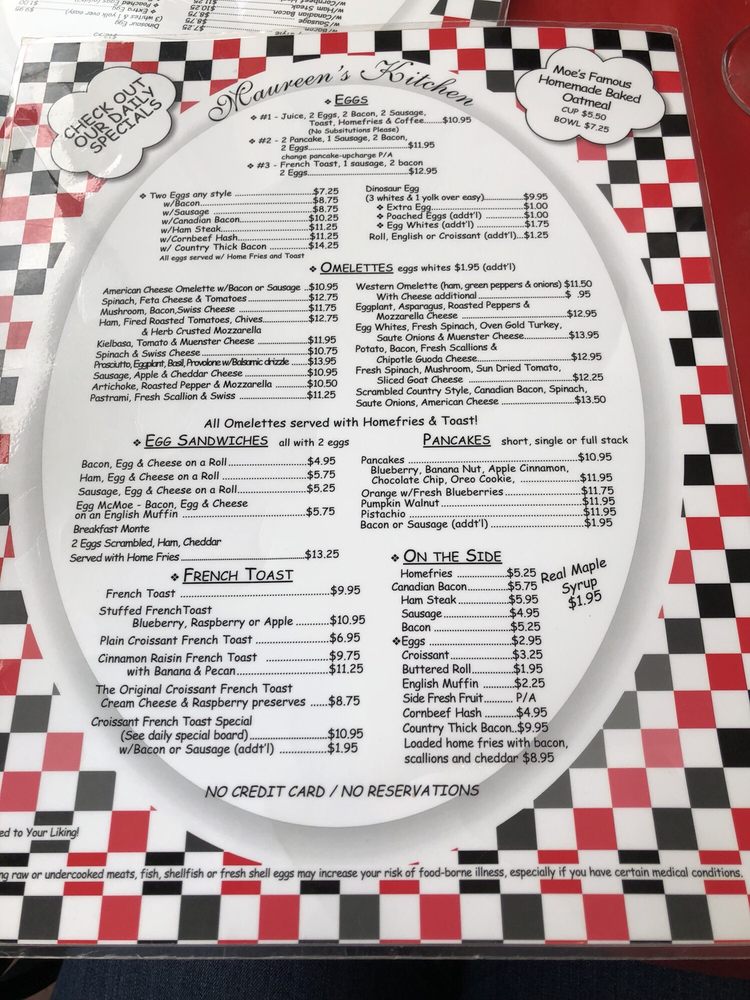 Maureen's Kitchen
CHECK OUT
OUR DAILY
SPECIALS
Moe's Famous
Homemade Baked
Oatmeal
CUP $5.50
BOWL $7.25
❖ EGGS
❖ #1 - Juice, 2 Eggs, 2 Bacon, 2 Sausage,
Toast, Homefries & Coffee.......$10.95
(No Subsitutions Please)
❖ #2 - 2 Pancake, 1 Sausage, 2 Bacon,
2 Eggs.......$11.95
change pancake-upcharge P/A
❖ #3 - French Toast, 1 sausage, 2 bacon
2 Eggs.......$12.95
❖ Two Eggs any style .......$7.25
w/Bacon.......$8.75
w/Sausage .......$8.75
w/Canadian Bacon.......$10.25
w/Ham Steak.......$11.25
w/Cornbeef Hash.......$11.25
w/ Country Thick Bacon .......$14.25
All eggs served w/ Home Fries and Toast
Dinosaur Egg
(3 whites & 1 yolk over easy).......$9.95
❖ Extra Egg.......$1.00
❖ Poached Eggs (addt'l) .......$1.00
❖ Egg Whites (addt'l) .......$1.75
Roll, English or Croissant (addt'l) ...$1.25
❖ OMELETTES eggs whites $1.95 (addt'l)
American Cheese Omelette w/Bacon or Sausage ..$10.95
Spinach, Feta Cheese & Tomatoes .......$12.75
Mushroom, Bacon,Swiss Cheese .......$11.75
Ham, Fired Roasted Tomatoes, Chives.......$12.75
& Herb Crusted Mozzarella
Kielbasa, Tomato & Muenster Cheese .......$11.95
Spinach & Swiss Cheese .......$10.75
Prosciutto, Eggplant, Basil, Provolone w/Balsamic drizzle .......$13.95
Sausage, Apple & Cheddar Cheese .......$10.95
Artichoke, Roasted Pepper & Mozzarella .......$10.50
Pastrami, Fresh Scallion & Swiss .......$11.25
Western Omelette (ham, green peppers & onions) $11.50
With Cheese additional .......$ .95
Eggplant, Asparagus, Roasted Peppers &
Mozzarella Cheese .......$12.95
Egg Whites, Fresh Spinach, Oven Gold Turkey,
Saute Onions & Muenster Cheese.......$13.95
Potato, Bacon, Fresh Scallions &
Chipotle Guoda Cheese.......$12.95
Fresh Spinach, Mushroom, Sun Dried Tomato,
Sliced Goat Cheese .......$12.25
Scrambled Country Style, Canadian Bacon, Spinach,
Saute Onions, American Cheese .......$13.50
All Omelettes served with Homefries & Toast!
❖ EGG SANDWICHES all with 2 eggs
Bacon, Egg & Cheese on a Roll.......$4.95
Ham, Egg & Cheese on a Roll .......$5.75
Sausage, Egg & Cheese on a Roll.......$5.25
Egg McMoe - Bacon, Egg & Cheese
on an English Muffin .......$5.75
Breakfast Monte
2 Eggs Scrambled, Ham, Cheddar
Served with Home Fries.......$13.25
PANCAKES short, single or full stack
Pancakes .......$10.95
Blueberry, Banana Nut, Apple Cinnamon,
Chocolate Chip, Oreo Cookie, .......$11.95
Orange w/Fresh Blueberries.......$11.75
Pumpkin Walnut.......$11.95
Pistachio .......$11.95
Bacon or Sausage (addt'l) .......$1.95
❖ FRENCH TOAST
French Toast .......$9.95
Stuffed FrenchToast
Blueberry, Raspberry or Apple .......$10.95
Plain Croissant French Toast .......$6.95
Cinnamon Raisin French Toast .......$9.75
with Banana & Pecan.......$11.25
The Original Croissant French Toast
Cream Cheese & Raspberry preserves ......$8.75
Croissant French Toast Special
(See daily special board).......$10.95
w/Bacon or Sausage (addt'l) .......$1.95
❖ ON THE SIDE
Homefries .......$5.25
Canadian Bacon.......$5.75
Ham Steak.......$5.95
Sausage.......$4.95
Bacon .......$5.25
❖Eggs .......$2.95
Croissant.......$3.25
Buttered Roll.......$1.95
English Muffin .......$2.25
Side Fresh Fruit......... P/A
Cornbeef Hash .......$4.95
Country Thick Bacon..$9.95
Loaded home fries with bacon,
scallions and cheddar $8.95
Real Maple
Syrup
$1.95
NO CREDIT CARD / NO RESERVATIONS
ed to Your Liking!
ng raw or undercooked meats, fish, shellfish or fresh shell eggs may increase your risk of food-borne illness, especially if you have certain medical conditions.